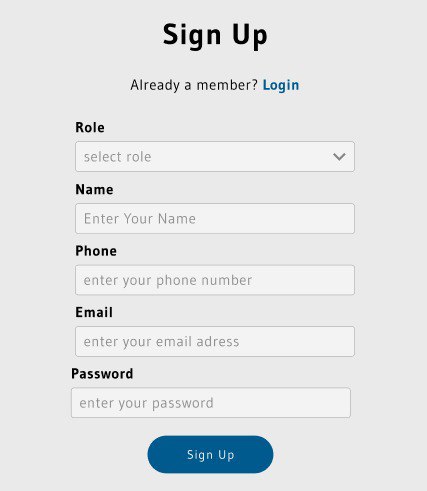 Sign Up
Already a member? Login
Role
select role
Name
Enter Your Name
Phone
enter your phone number
Email
enter your email adress
Password
enter your password
Sign Up